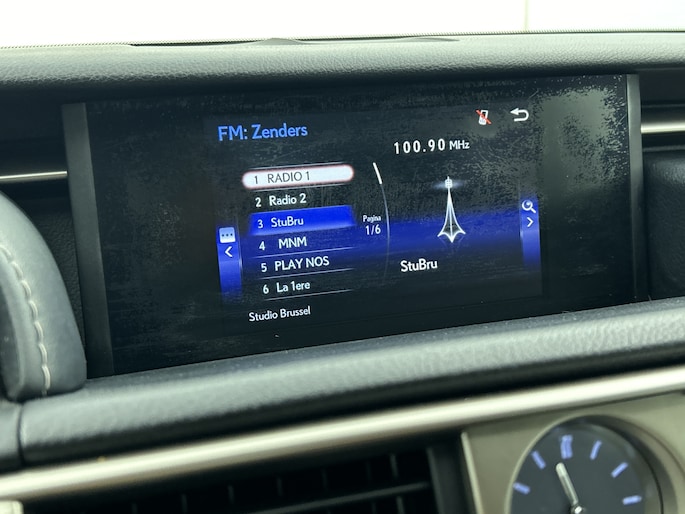 FM: Zenders
100.90 MHz
1 RADIO 1
2 Radio 2
3 StuBru
4 MNM
5 PLAY NOS
6 La 1ere
Pagina
1/6
StuBru
Studio Brussel